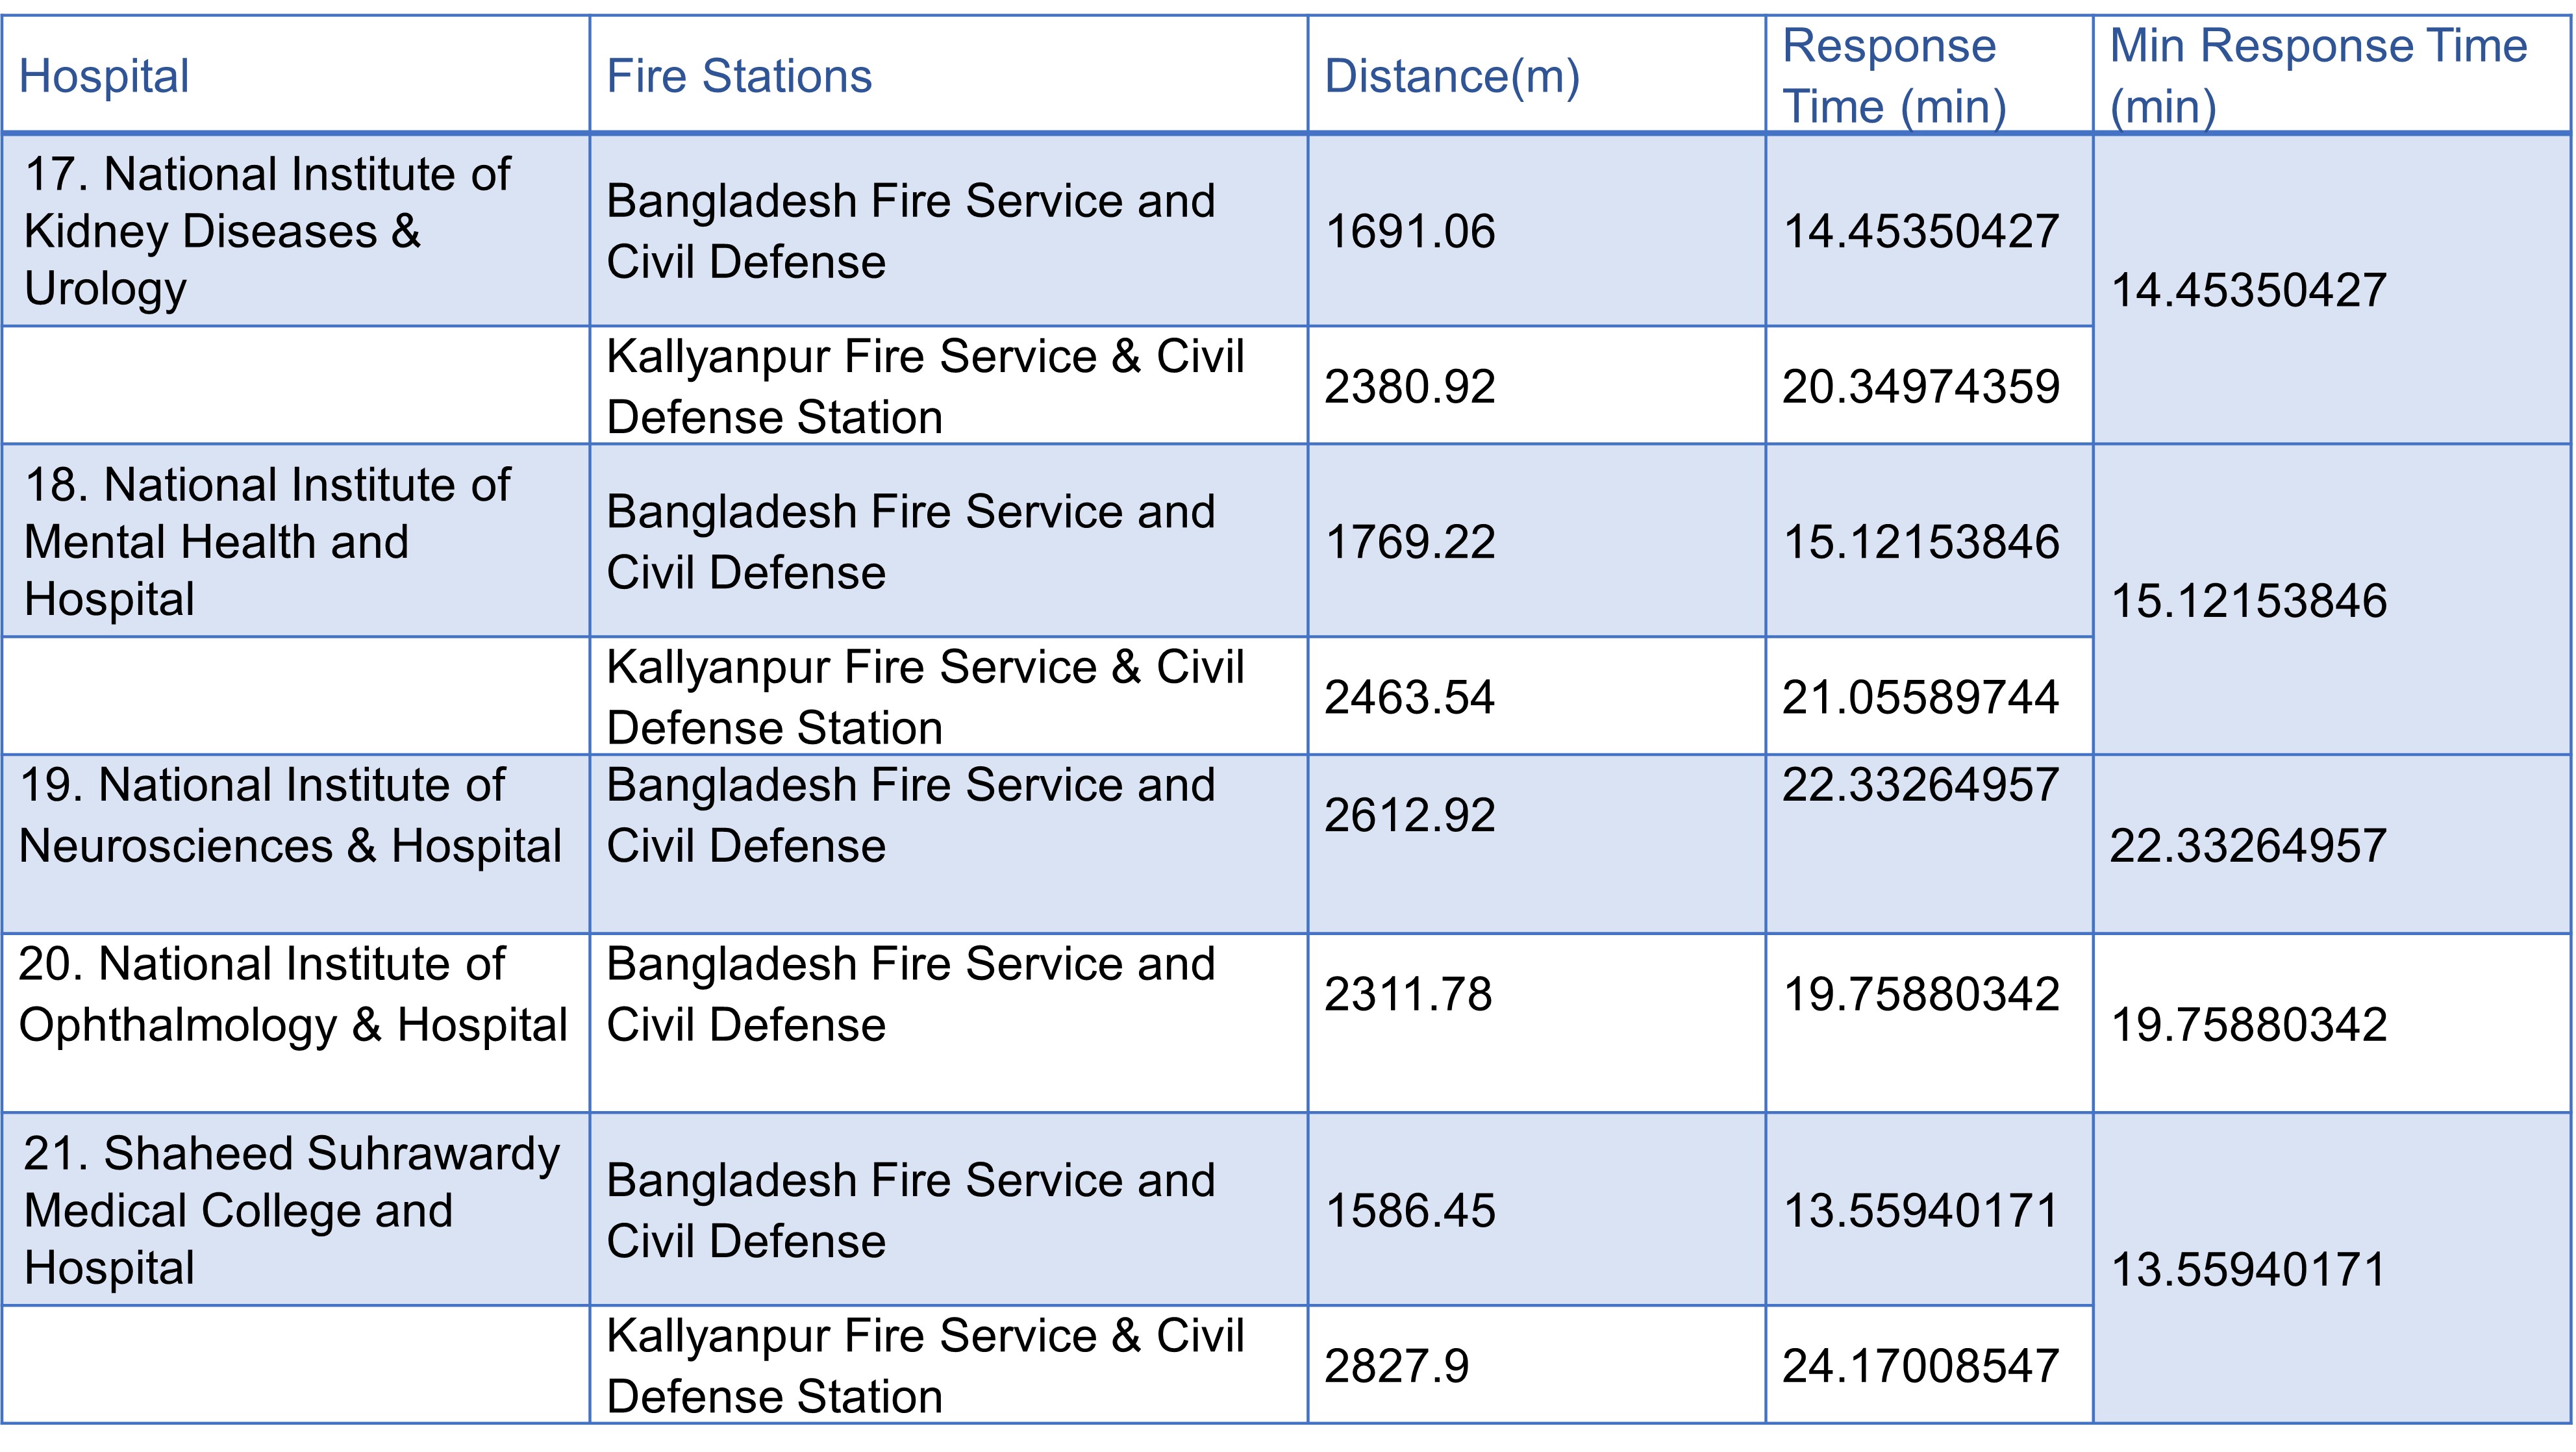 Hospital
Fire Stations
Distance(m)
Response
Time (min)
Min Response Time
(min)
17. National Institute of
Kidney Diseases &
Urology
Bangladesh Fire Service and
Civil Defense
1691.06
14.45350427
14.45350427
Kallyanpur Fire Service & Civil
Defense Station
2380.92
20.34974359
18. National Institute of
Mental Health and
Hospital
Bangladesh Fire Service and
Civil Defense
1769.22
15.12153846
15.12153846
Kallyanpur Fire Service & Civil
Defense Station
2463.54
21.05589744
19. National Institute of
Neurosciences & Hospital
Bangladesh Fire Service and
Civil Defense
2612.92
22.33264957
22.33264957
20. National Institute of
Ophthalmology & Hospital
Bangladesh Fire Service and
Civil Defense
2311.78
19.75880342
19.75880342
21. Shaheed Suhrawardy
Medical College and
Hospital
Bangladesh Fire Service and
Civil Defense
1586.45
13.55940171
13.55940171
Kallyanpur Fire Service & Civil
Defense Station
2827.9
24.17008547